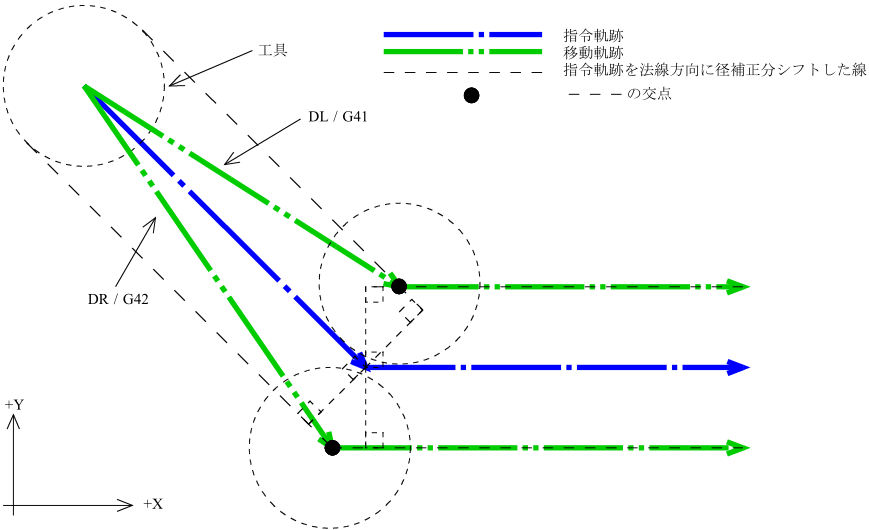 指令軌跡
移動軌跡
指令軌跡を法線方向に径補正分シフトした線
－ － －の交点
工具
DL / G41
DR / G42
+Y
+X